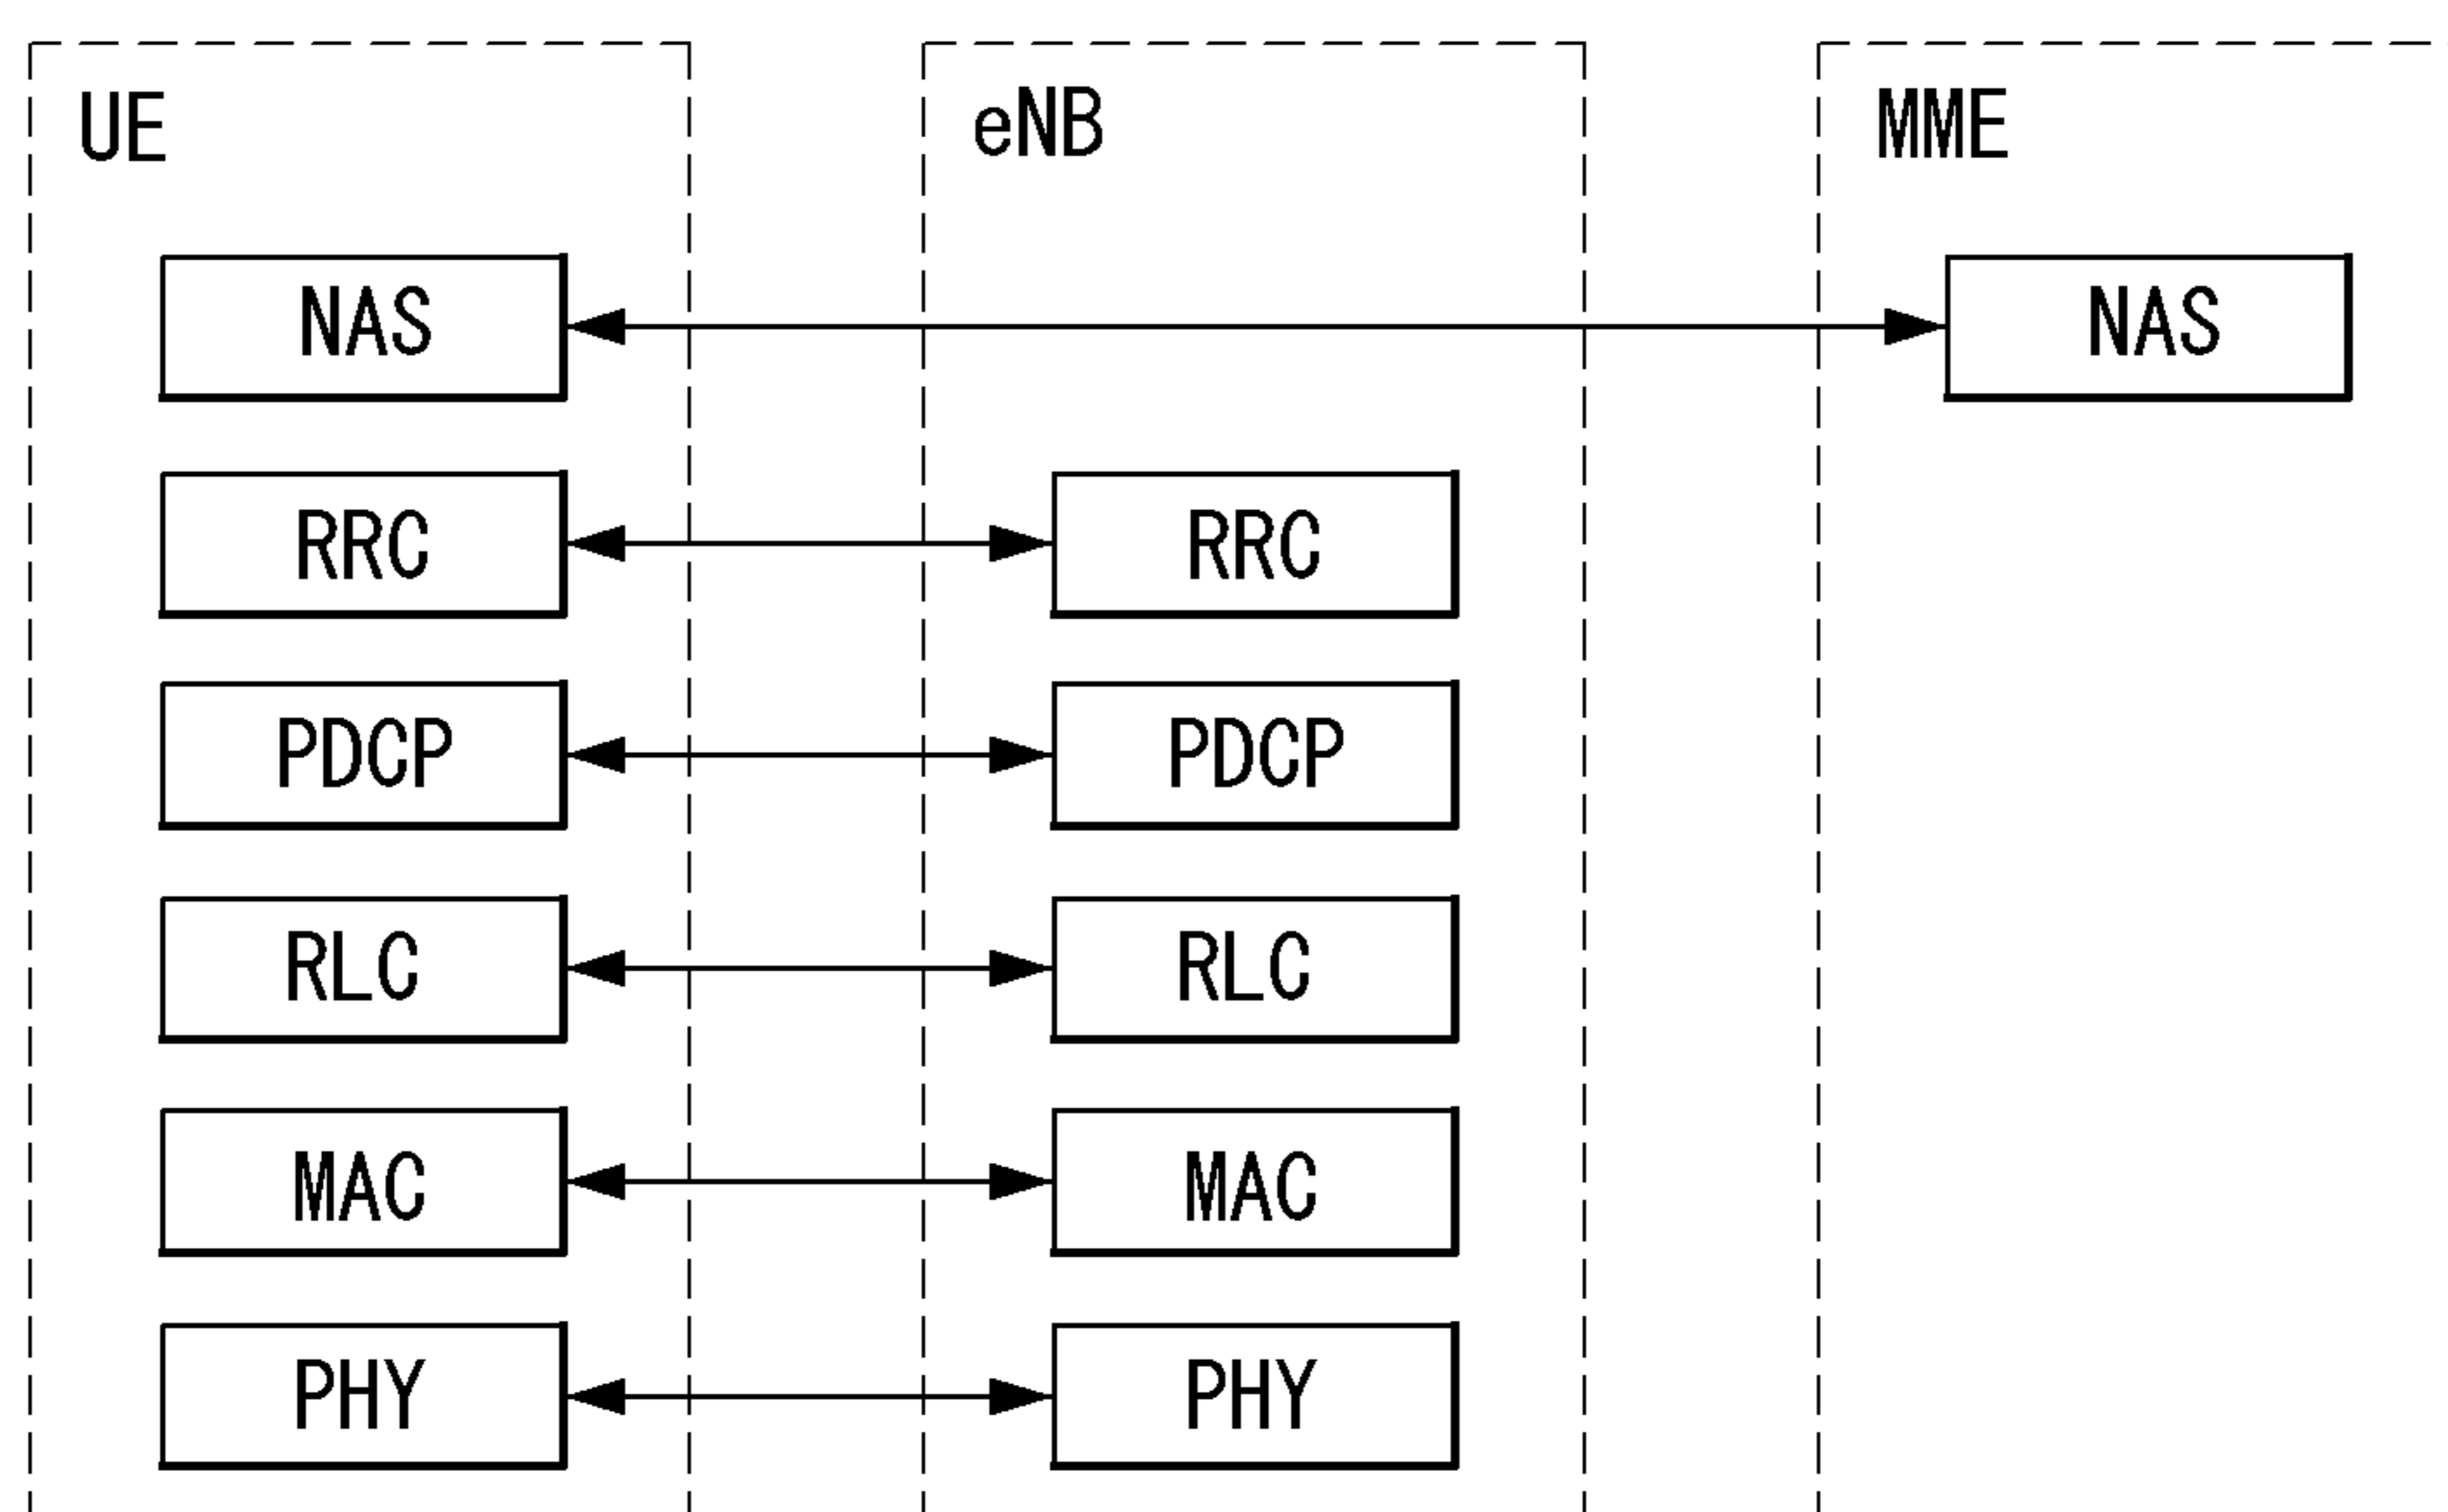 UE eNB MME
NAS NAS
RRC RRC
PDCP PDCP
RLC RLC
MAC MAC
PHY PHY